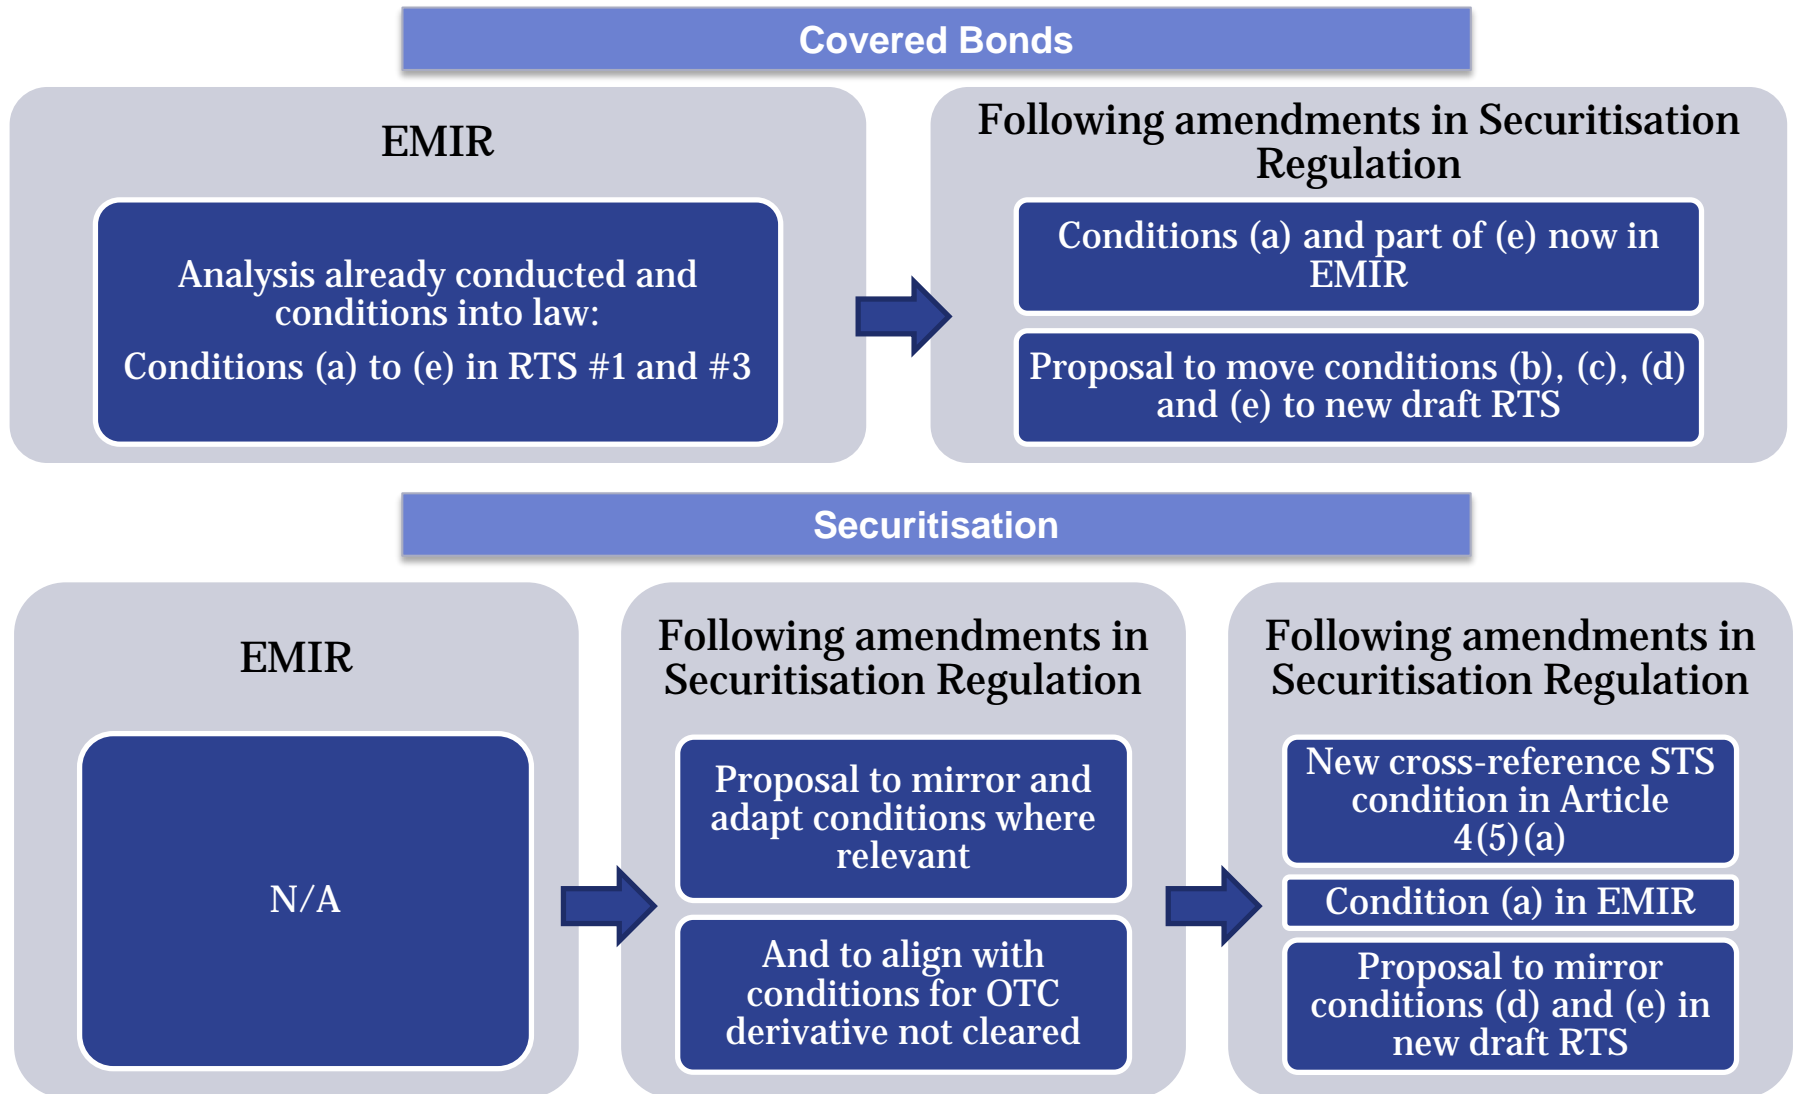 Covered Bonds
EMIR
Analysis already conducted and
conditions into law:
Conditions (a) to (e) in RTS #1 and #3
Following amendments in Securitisation
Regulation
Conditions (a) and part of (e) now in
EMIR
Proposal to move conditions (b), (c), (d)
and (e) to new draft RTS
Securitisation
EMIR
N/A
Following amendments in
Securitisation Regulation
Proposal to mirror and
adapt conditions where
relevant
And to align with
conditions for OTC
derivative not cleared
Following amendments in
Securitisation Regulation
New cross-reference STS
condition in Article
4(5)(a)
Condition (a) in EMIR
Proposal to mirror
conditions (d) and (e) in
new draft RTS